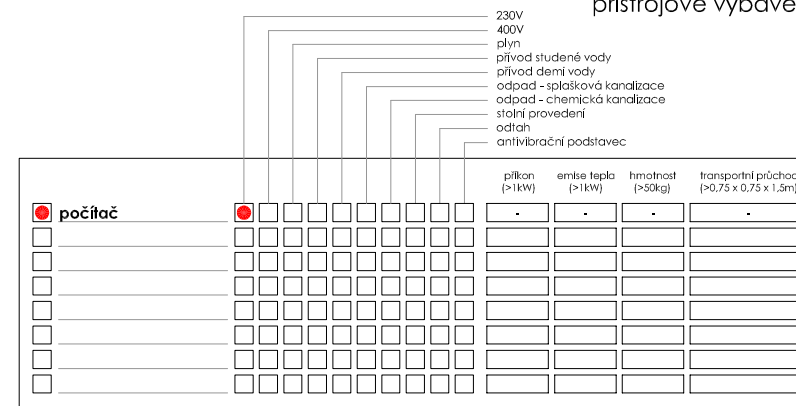 přístrojové vybave
230V
400V
plyn
přívod studené vody
přívod demi vody
odpad - splašková kanalizace
odpad - chemická kanalizace
stolní provedení
odtah
antivibrační podstavec
příkon emise tepla hmotnost transportní průchod
(>1kW) (>1kW) (>50kg) (>0,75 x 0,75 x 1,5m)
počítač - - - -